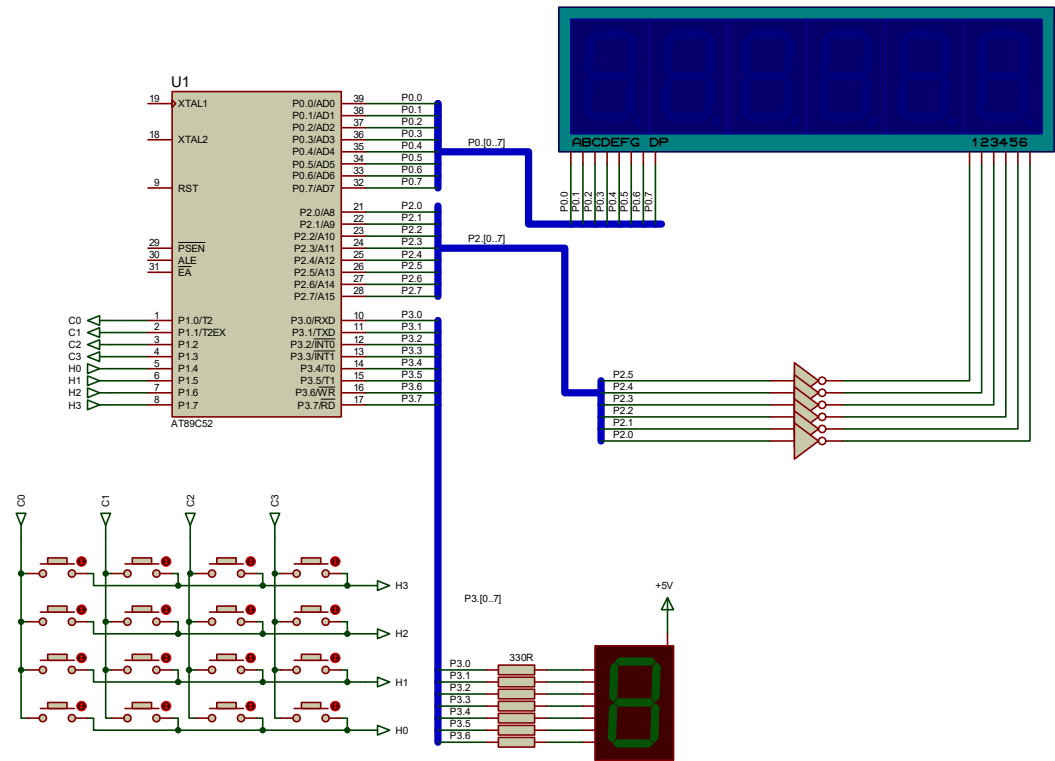 U1
19 XTAL1
18 XTAL2
9 RST
29 PSEN
30 ALE
31 EA
C0 1 P1.0/T2
C1 2 P1.1/T2EX
C2 3 P1.2
C3 4 P1.3
H0 5 P1.4
H1 6 P1.5
H2 7 P1.6
H3 8 P1.7
P0.0/AD0 39 P0.0
P0.1/AD1 38 P0.1
P0.2/AD2 37 P0.2
P0.3/AD3 36 P0.3
P0.4/AD4 35 P0.4
P0.5/AD5 34 P0.5
P0.6/AD6 33 P0.6
P0.7/AD7 32 P0.7
P2.0/A8 21 P2.0
P2.1/A9 22 P2.1
P2.2/A10 23 P2.2
P2.3/A11 24 P2.3
P2.4/A12 25 P2.4
P2.5/A13 26 P2.5
P2.6/A14 27 P2.6
P2.7/A15 28 P2.7
P3.0/RXD 10 P3.0
P3.1/TXD 11 P3.1
P3.2/INT0 12 P3.2
P3.3/INT1 13 P3.3
P3.4/T0 14 P3.4
P3.5/T1 15 P3.5
P3.6/WR 16 P3.6
P3.7/RD 17 P3.7
AT89C52
P0.[0..7]
P2.[0..7]
ABCDEFG DP
123456
P0.0
P0.1
P0.2
P0.3
P0.4
P0.5
P0.6
P0.7
P2.5
P2.4
P2.3
P2.2
P2.1
P2.0
C0
C1
C2
C3
H3
H2
H1
H0
P3.[0..7]
+5V
330R
P3.0
P3.1
P3.2
P3.3
P3.4
P3.5
P3.6